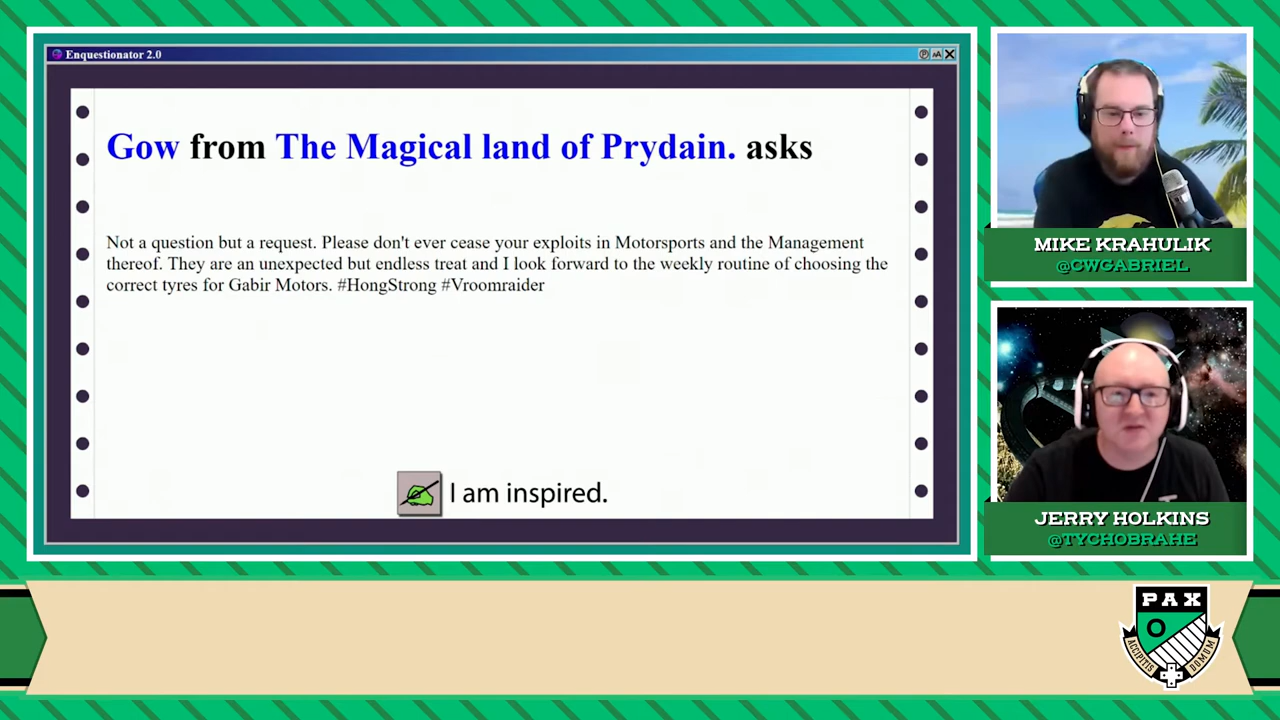 Enquestionator 2.0
Gow from The Magical land of Prydain. asks
Not a question but a request. Please don't ever cease your exploits in Motorsports and the Management
thereof. They are an unexpected but endless treat and I look forward to the weekly routine of choosing the
correct tyres for Gabir Motors. #HongStrong #Vroomraider
I am inspired.
MIKE KRAHULIK
@CWGABRIEL
JERRY HOLKINS
@TYCHOBRAHE
PAX
ACCIPITIS DOMUM